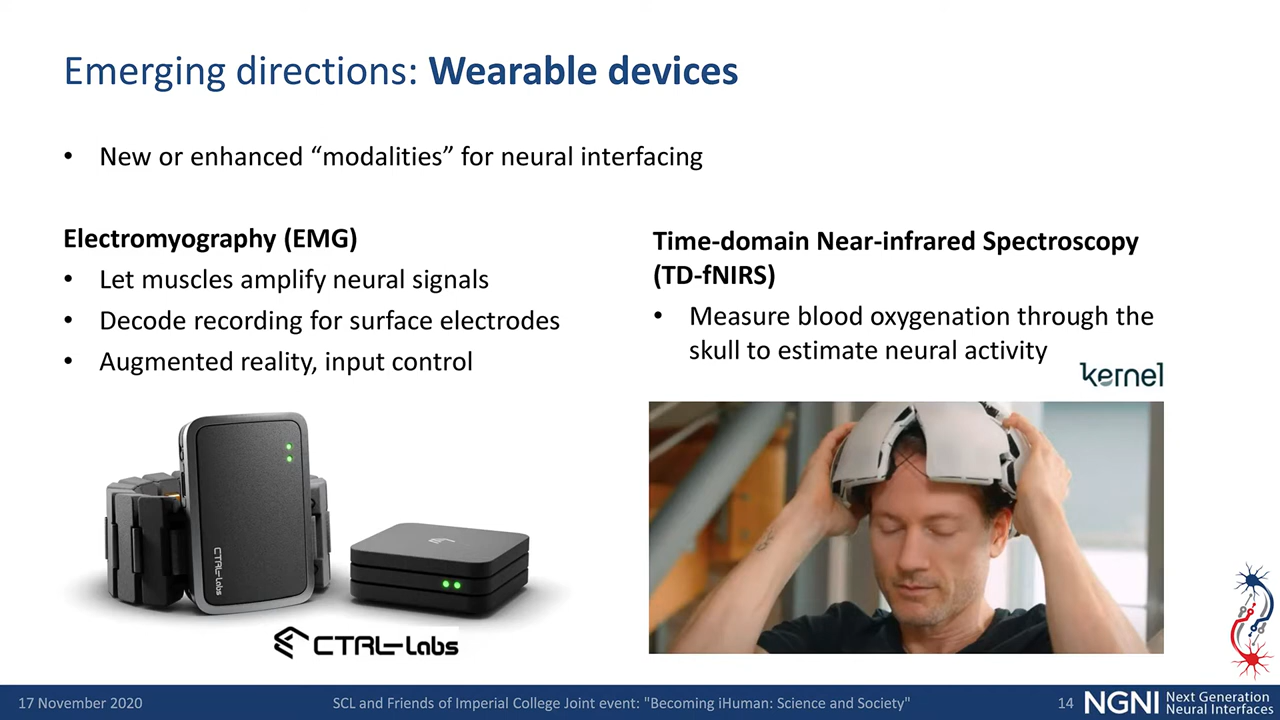 Emerging directions: Wearable devices
• New or enhanced “modalities” for neural interfacing
Electromyography (EMG)
• Let muscles amplify neural signals
• Decode recording for surface electrodes
• Augmented reality, input control
CTRL-Labs
CTRL-Labs
Time-domain Near-infrared Spectroscopy
(TD-fNIRS)
• Measure blood oxygenation through the
skull to estimate neural activity
kernel
17 November 2020
SCL and Friends of Imperial College Joint event: "Becoming iHuman: Science and Society"
14
NGNI
Next Generation
Neural Interfaces